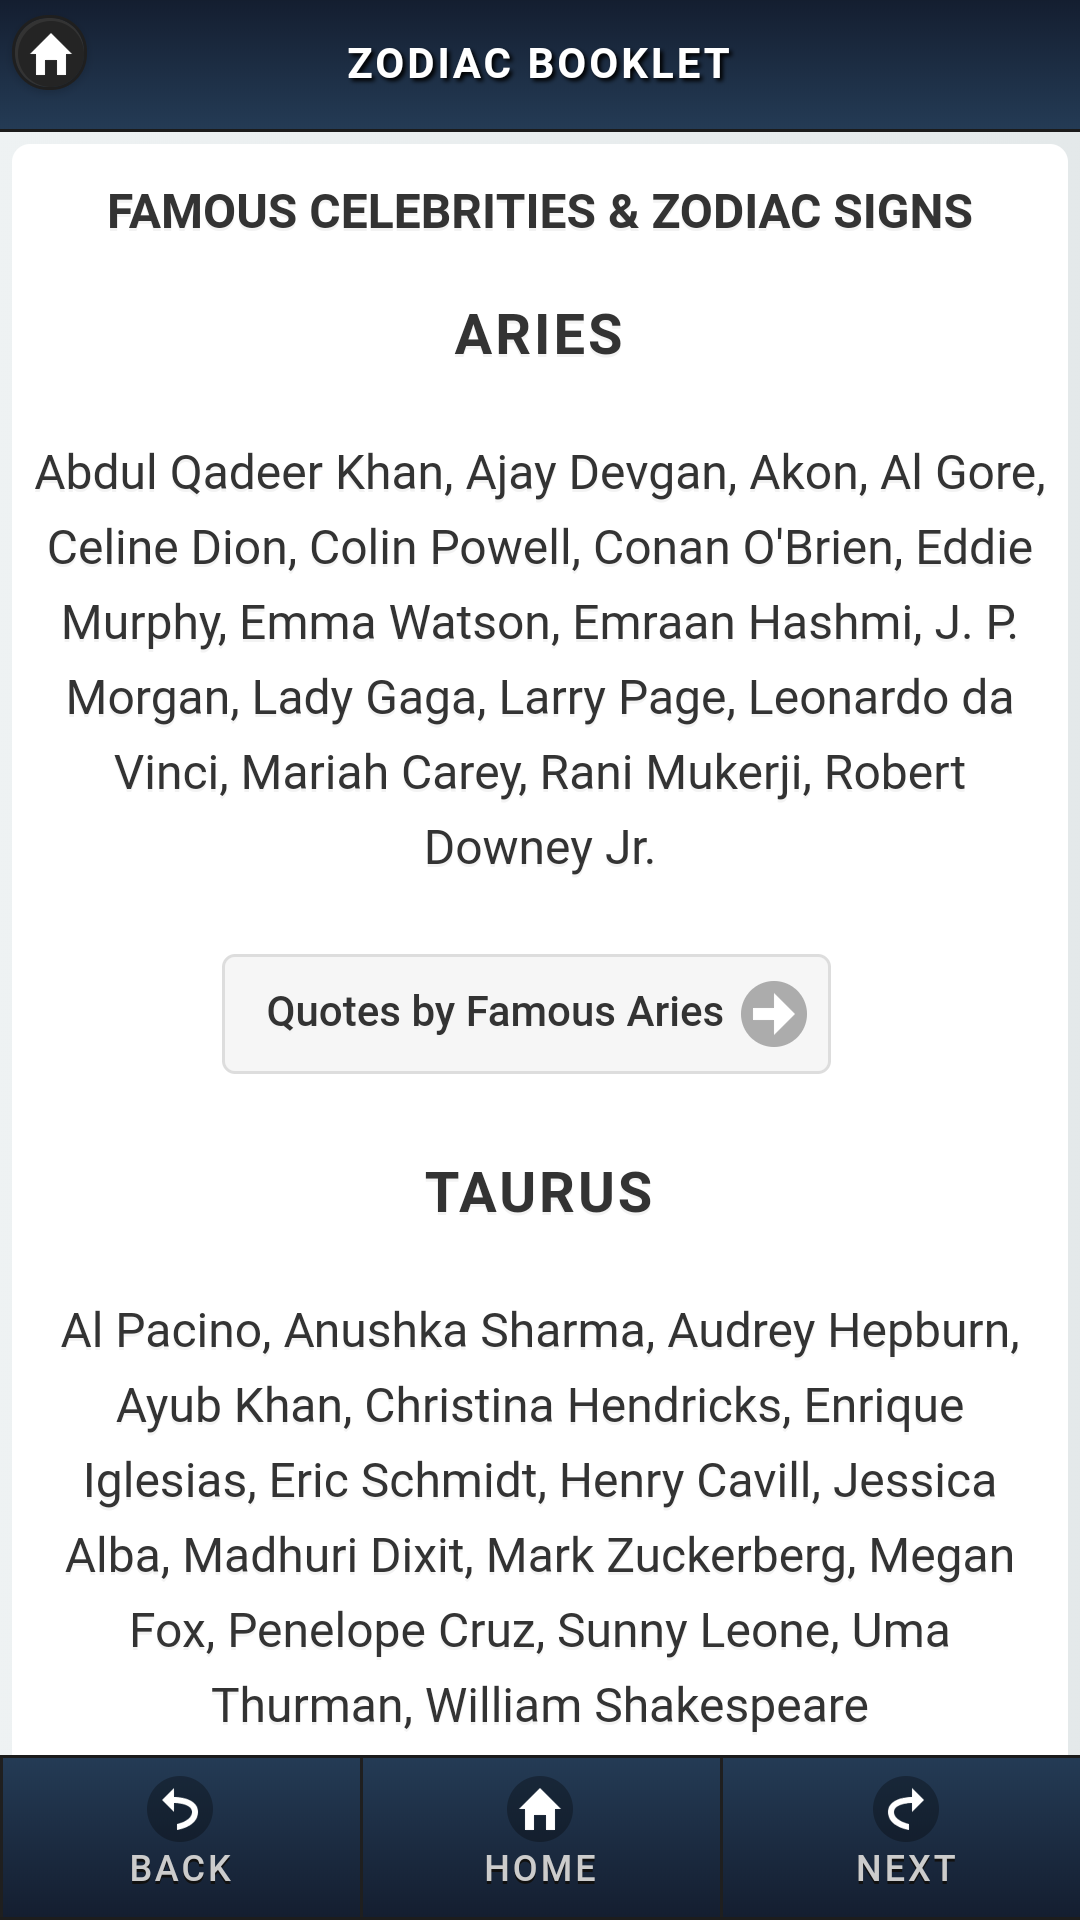 ZODIAC BOOKLET
FAMOUS CELEBRITIES & ZODIAC SIGNS
ARIES
Abdul Qadeer Khan, Ajay Devgan, Akon, Al Gore,
Celine Dion, Colin Powell, Conan O'Brien, Eddie
Murphy, Emma Watson, Emraan Hashmi, J. P.
Morgan, Lady Gaga, Larry Page, Leonardo da
Vinci, Mariah Carey, Rani Mukerji, Robert
Downey Jr.
Quotes by Famous Aries
TAURUS
Al Pacino, Anushka Sharma, Audrey Hepburn,
Ayub Khan, Christina Hendricks, Enrique
Iglesias, Eric Schmidt, Henry Cavill, Jessica
Alba, Madhuri Dixit, Mark Zuckerberg, Megan
Fox, Penelope Cruz, Sunny Leone, Uma
Thurman, William Shakespeare
BACK HOME NEXT